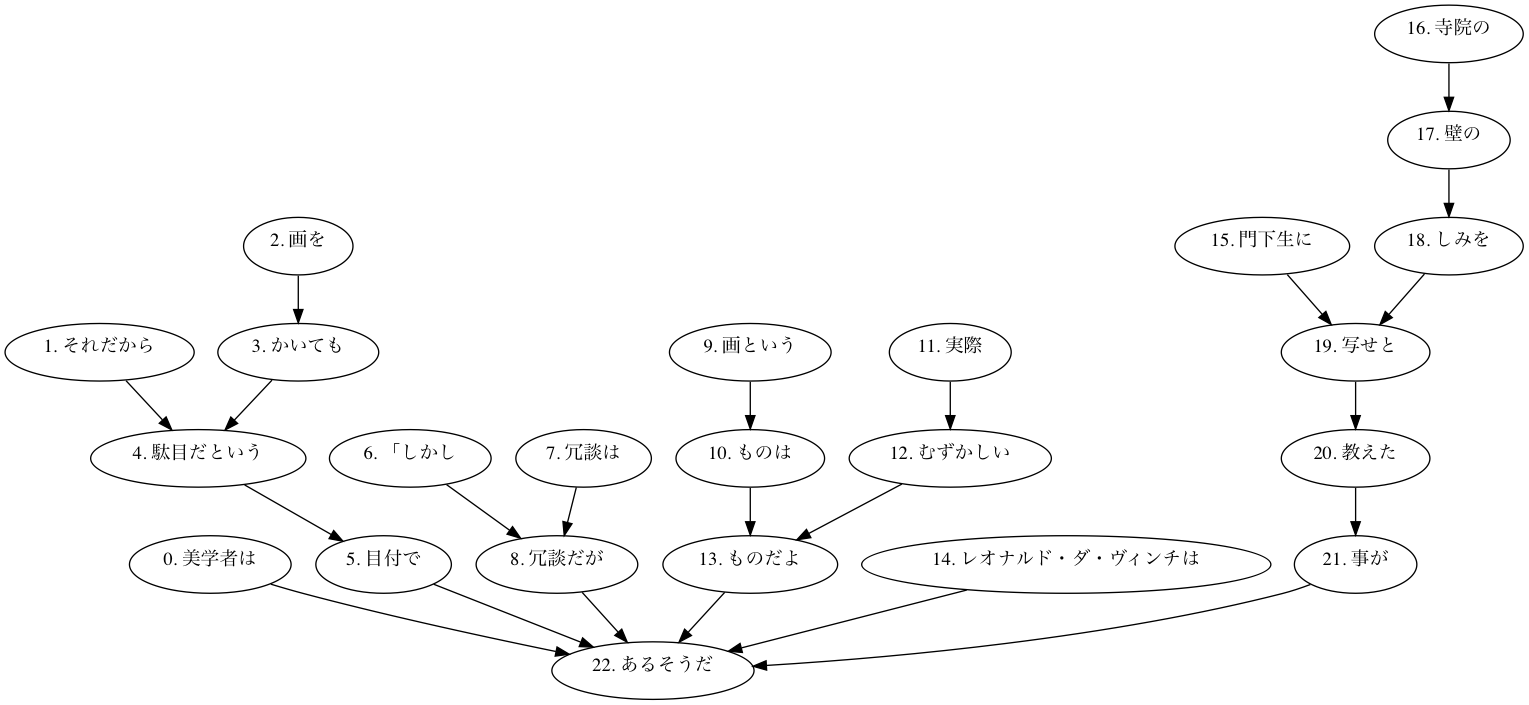 16. 寺院の
17. 壁の
2. 画を
15. 門下生に
18. しみを
1. それだから
3. かいても
9. 画という
11. 実際
19. 写せと
4. 駄目だという
6. 「しかし
7. 冗談は
10. ものは
12. むずかしい
20. 教えた
0. 美学者は
5. 目付で
8. 冗談だが
13. ものだよ
14. レオナルド・ダ・ヴィンチは
21. 事が
22. あるそうだ